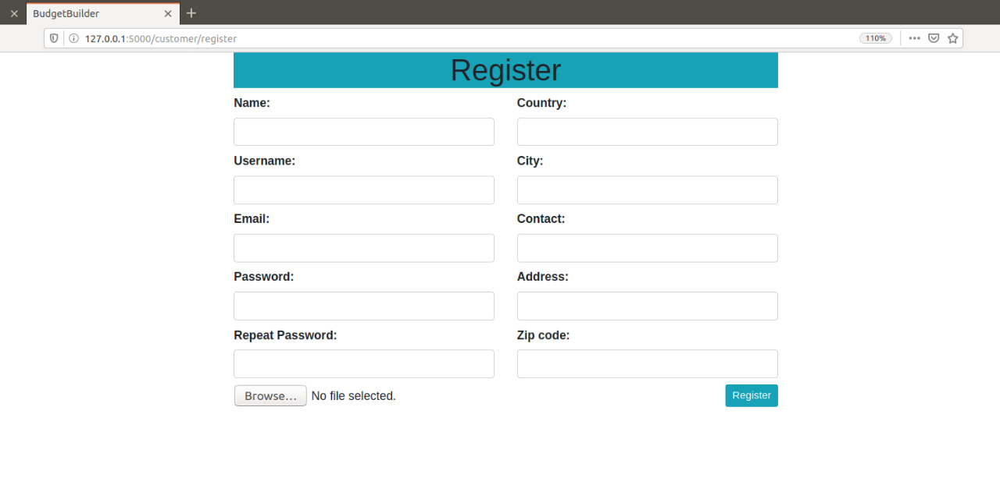 BudgetBuilder
127.0.0.1:5000/customer/register
110%
Register
Name:
Country:
Username:
City:
Email:
Contact:
Password:
Address:
Repeat Password:
Zip code:
Browse... No file selected.
Register